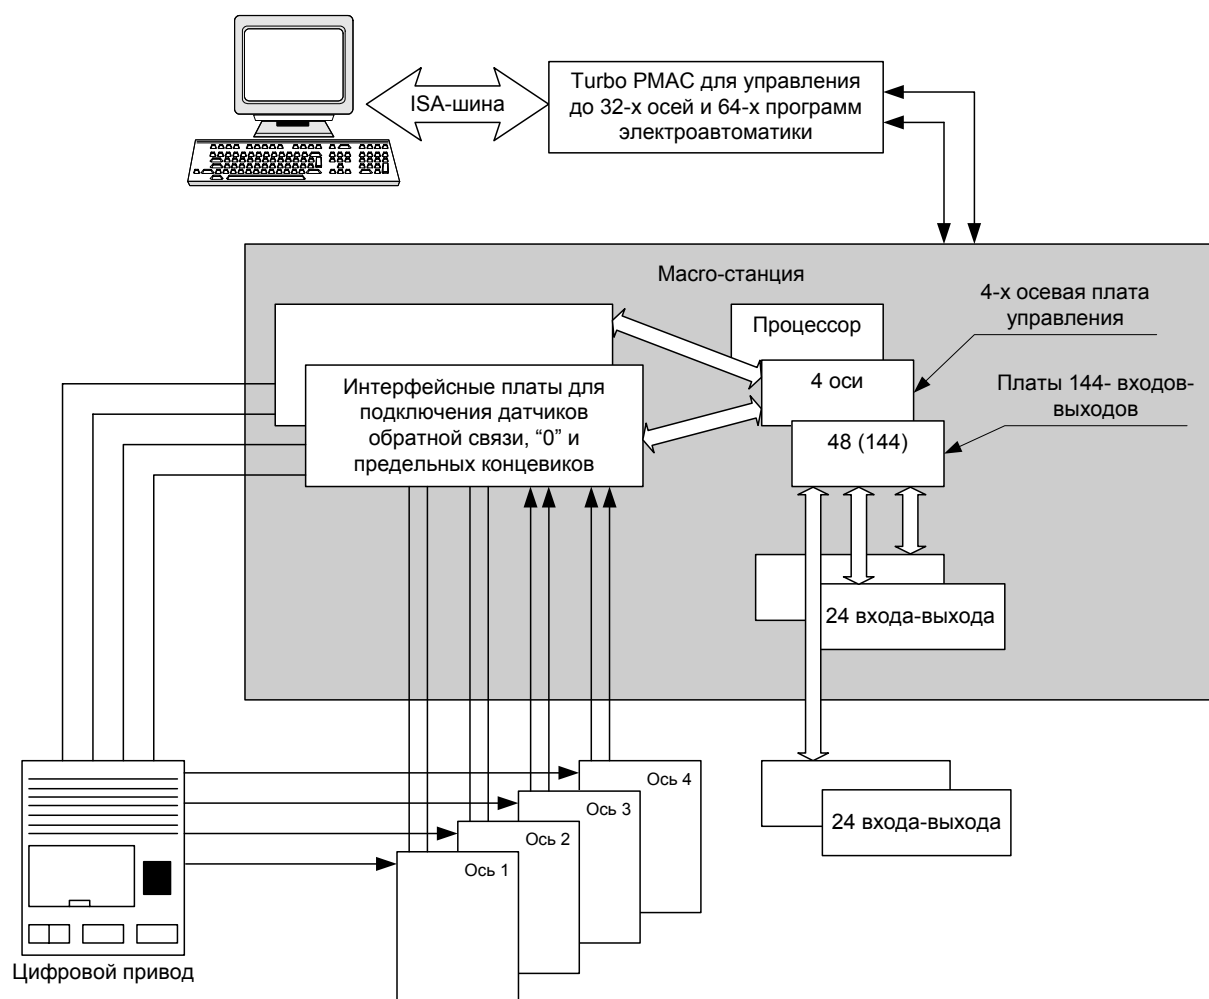 ISA-шина
Turbo PMAC для управления
до 32-х осей и 64-х программ
электроавтоматики
Macro-станция
4-х осевая плата
управления
Процессор
4 оси
Платы 144- входов-
выходов
48 (144)
Интерфейсные платы для
подключения датчиков
обратной связи, “0” и
предельных концевиков
24 входа-выхода
Ось 4
Ось 3
Ось 2
Ось 1
24 входа-выхода
Цифровой привод